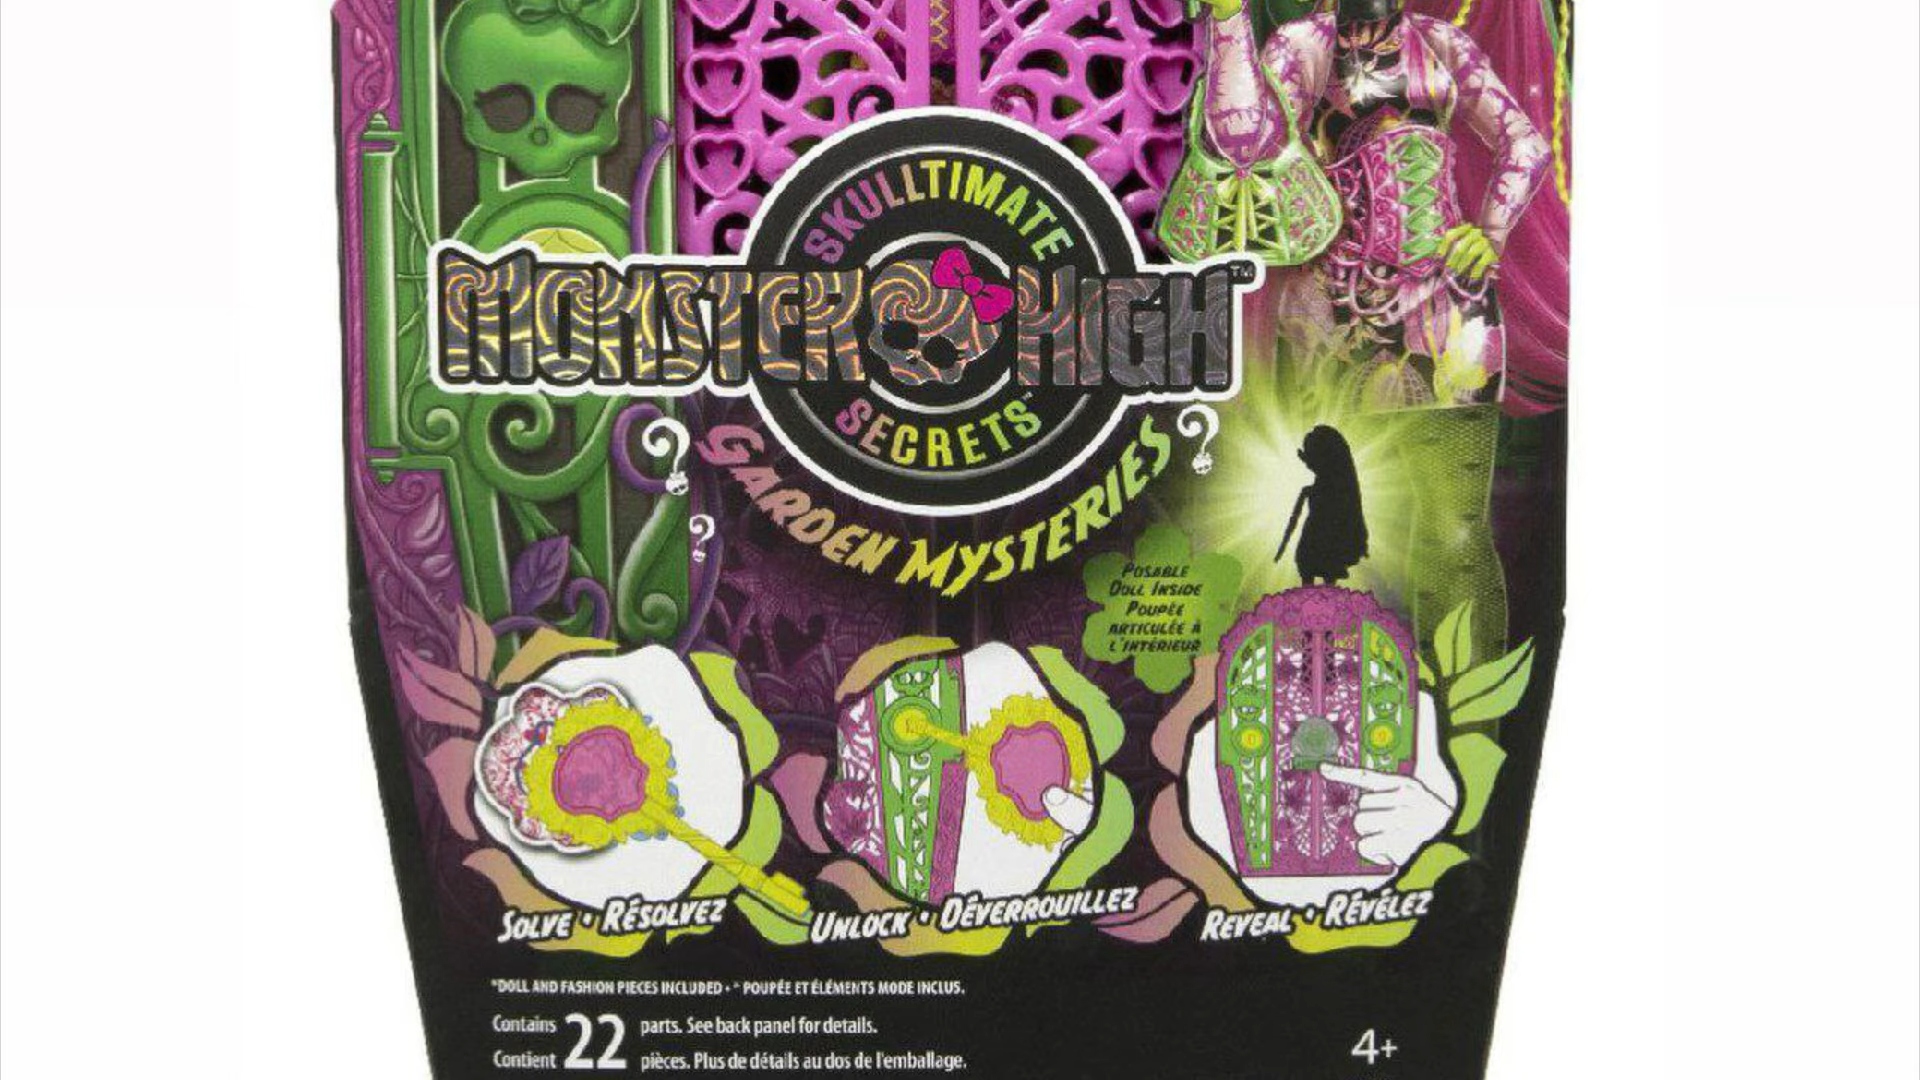 SKULLTIMATE
MONSTER HIGH™
SECRETS™
GARDEN MYSTERIES
POSABLE
DOLL INSIDE
POUPÉE
ARTICULÉE À
L'INTÉRIEUR
SOLVE • RÉSOLVEZ
UNLOCK • DÉVERROUILLEZ
REVEAL • RÉVÉLEZ
*DOLL AND FASHION PIECES INCLUDED • * POUPÉE ET ÉLÉMENTS MODE INCLUS.
Contains 22 parts. See back panel for details.
Contient 22 pièces. Plus de détails au dos de l'emballage.
4+